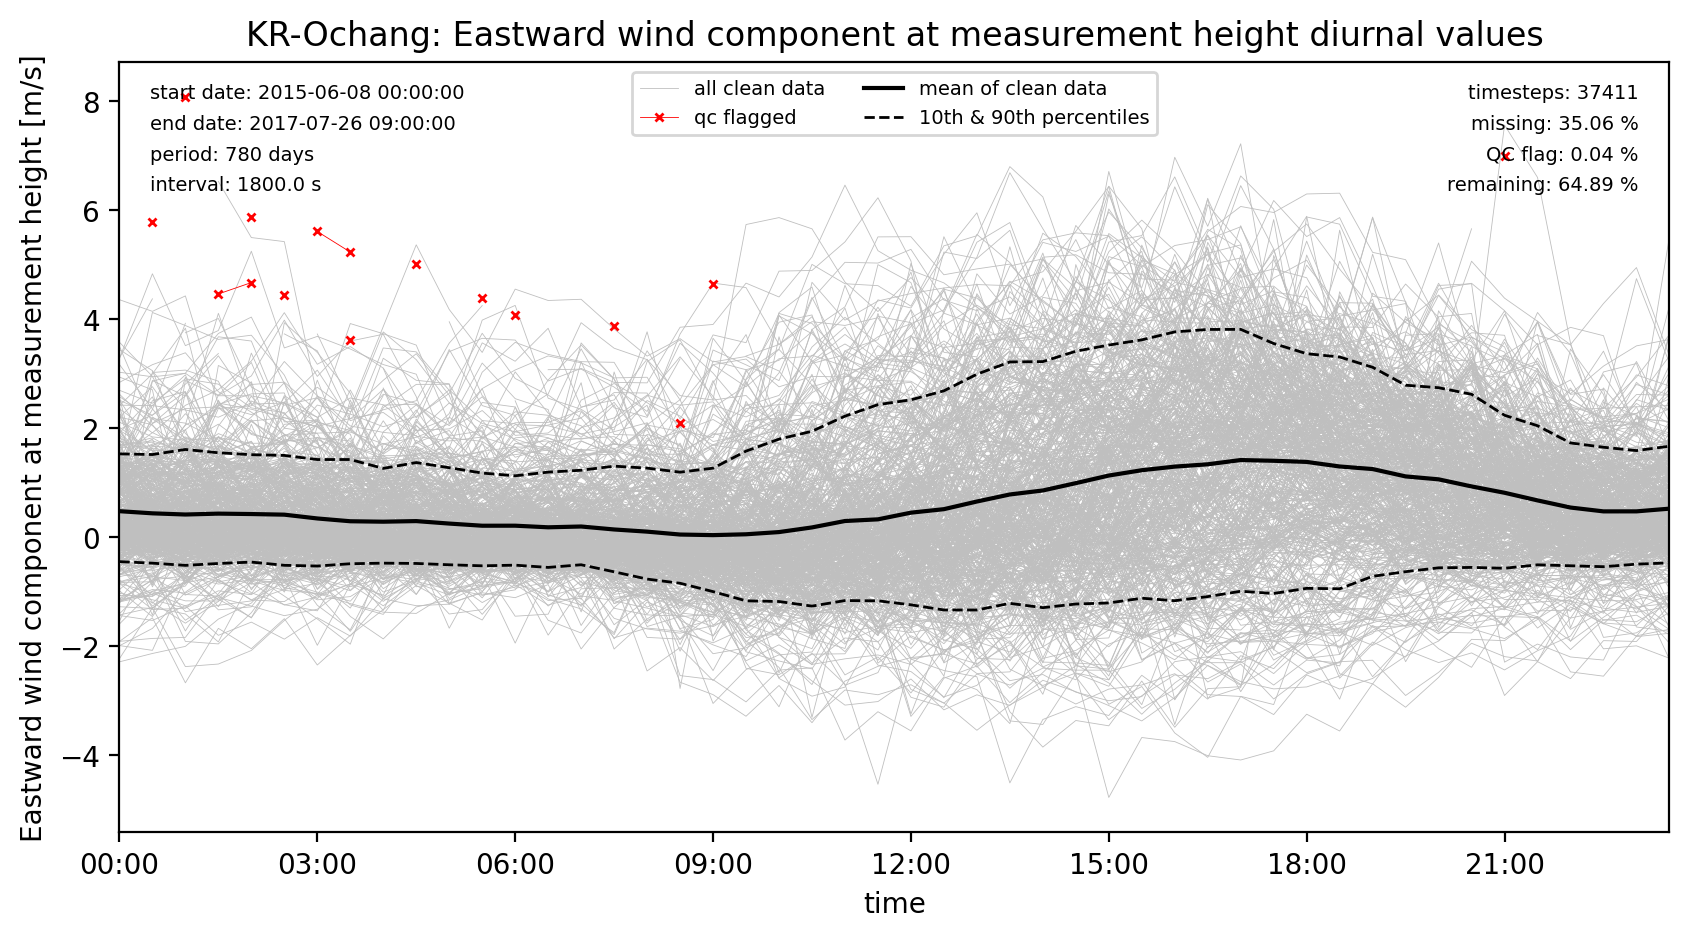 KR-Ochang: Eastward wind component at measurement height diurnal values
Eastward wind component at measurement height [m/s]
start date: 2015-06-08 00:00:00
end date: 2017-07-26 09:00:00
period: 780 days
interval: 1800.0 s
all clean data
qc flagged
mean of clean data
10th & 90th percentiles
timesteps: 37411
missing: 35.06 %
QC flag: 0.04 %
remaining: 64.89 %
8
6
4
2
0
−2
−4
00:00 03:00 06:00 09:00 12:00 15:00 18:00 21:00
time